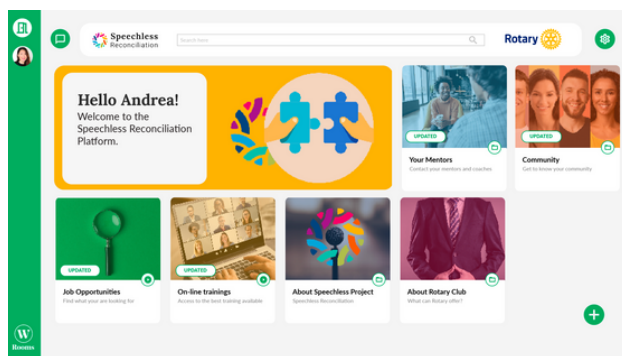 Speechless
Reconciliation
Search here
Rotary
Hello Andrea!
Welcome to the
Speechless Reconciliation
Platform.
UPDATED
Your Mentors
Contact your mentors and coaches
UPDATED
Community
Get to know your community
UPDATED
Job Opportunities
Find what your are looking for
UPDATED
On-line trainings
Access to the best training available
About Speechless Project
Speechless Reconciliation
About Rotary Club
What can Rotary offer?
W
Rooms